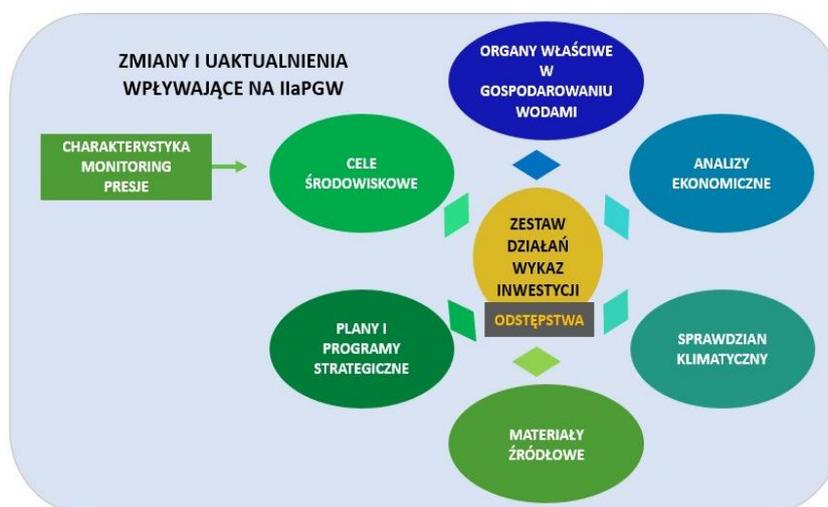 ZMIANY I UAKTUALNIENIA
WPŁYWAJĄCE NA IIaPGW
ORGANY WŁAŚCIWE
W
GOSPODAROWANIU
WODAMI
CHARAKTERYSTYKA
MONITORING
PRESJE
CELE
ŚRODOWISKOWE
ANALIZY
EKONOMICZNE
ZESTAW
DZIAŁAŃ
WYKAZ
INWESTYCJI
ODSTĘPSTWA
PLANY I
PROGRAMY
STRATEGICZNE
SPRAWDZIAN
KLIMATYCZNY
MATERIAŁY
ŹRÓDŁOWE